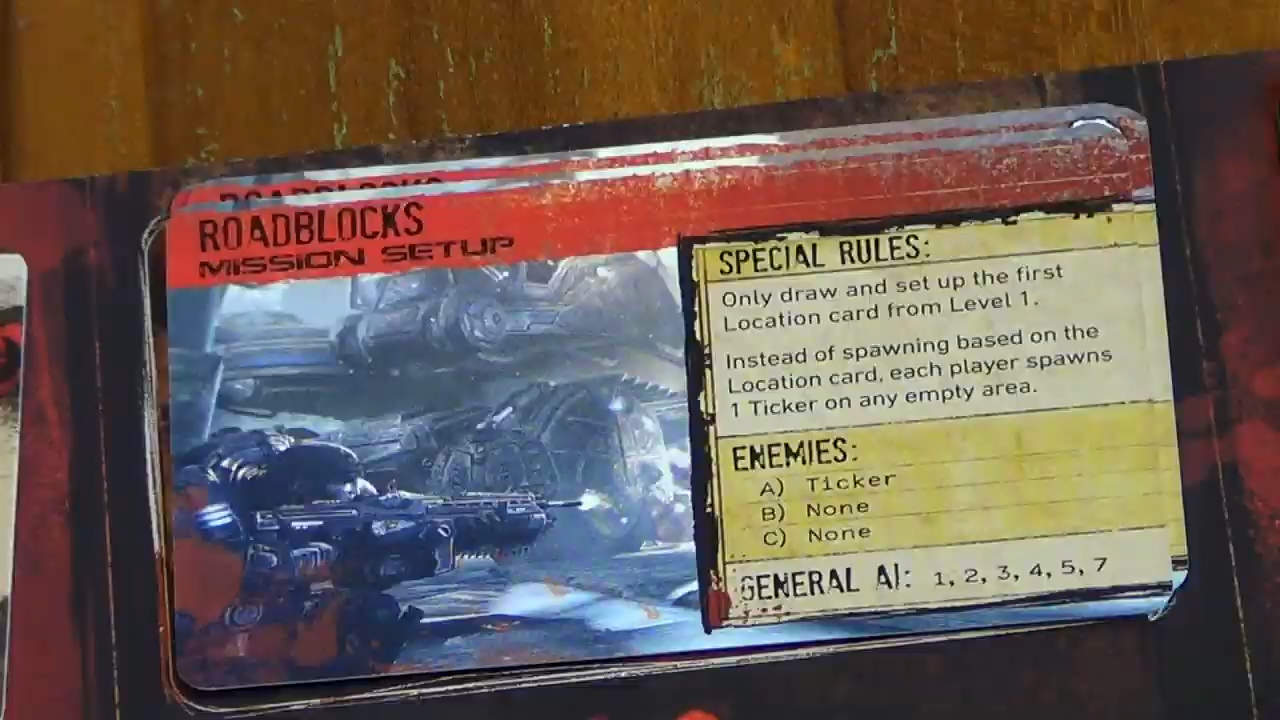 ROADBLOCKS
ROADBLOCKS
MISSION SETUP
SPECIAL RULES:
Only draw and set up the first
Location card from Level 1.
Instead of spawning based on the
Location card, each player spawns
1 Ticker on any empty area.
ENEMIES:
A) Ticker
B) None
C) None
GENERAL AI: 1, 2, 3, 4, 5, 7